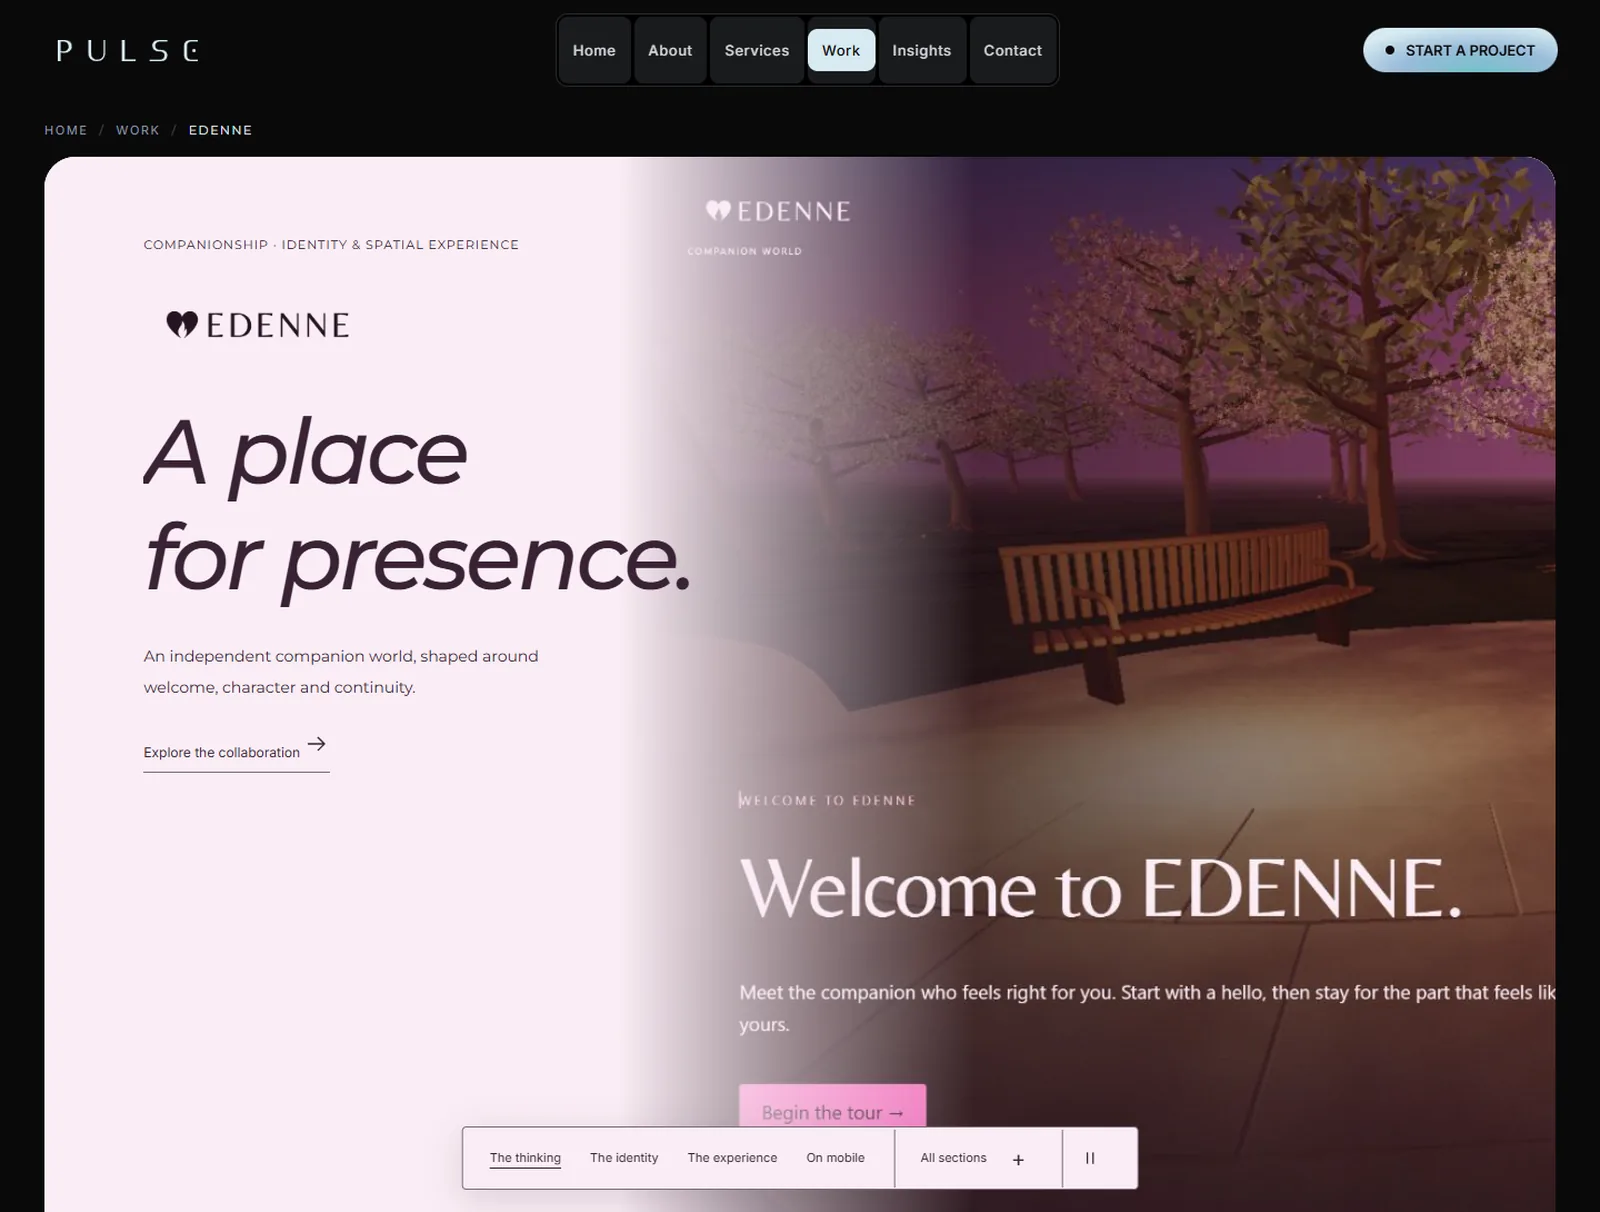 PULSE
Home About Services Work Insights Contact
START A PROJECT
HOME / WORK / EDENNE
COMPANIONSHIP · IDENTITY & SPATIAL EXPERIENCE
EDENNE
A place
for presence.
An independent companion world, shaped around
welcome, character and continuity.
Explore the collaboration →
EDENNE
COMPANION WORLD
WELCOME TO EDENNE
Welcome to EDENNE.
Meet the companion who feels right for you. Start with a hello, then stay for the part that feels lik
yours.
Begin the tour →
The thinking The identity The experience On mobile All sections +